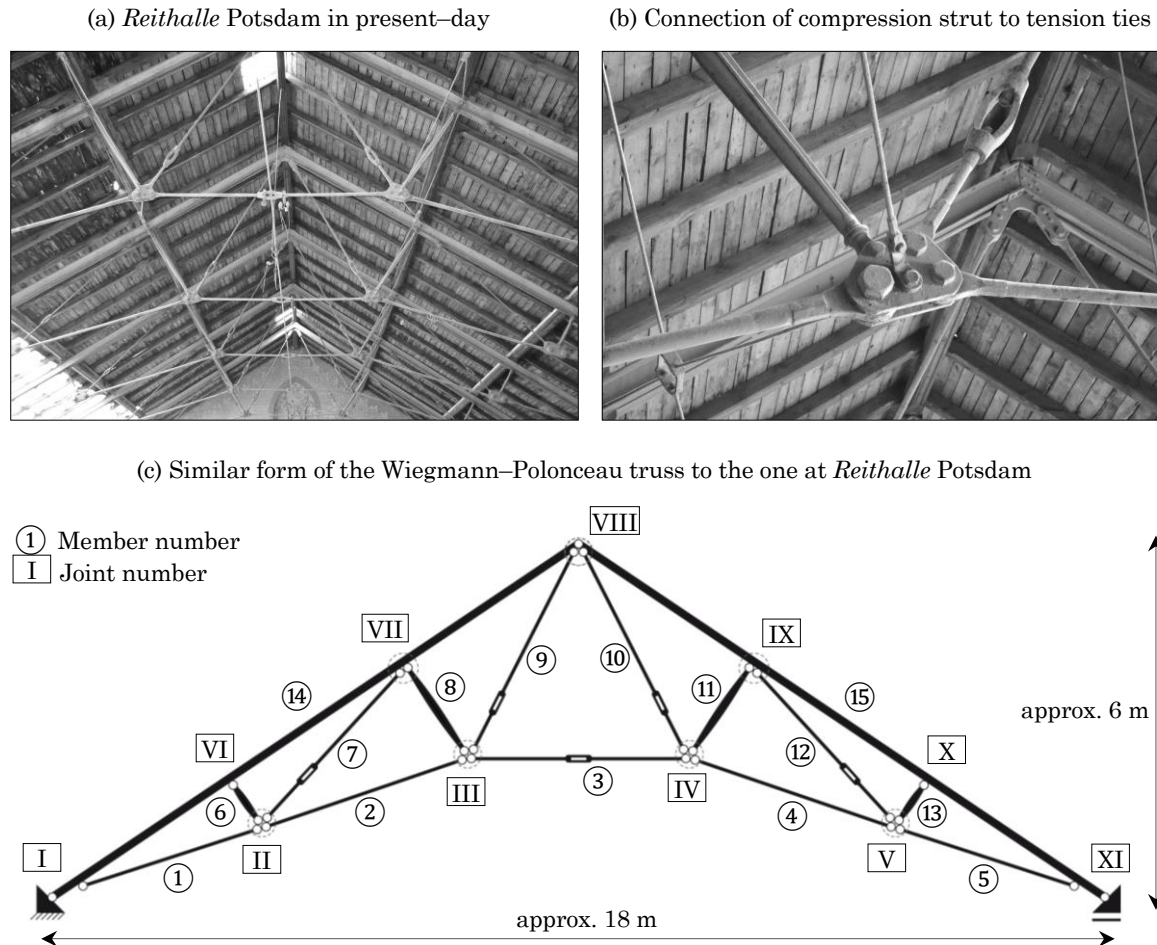 (a) Reithalle Potsdam in present–day
(b) Connection of compression strut to tension ties
(c) Similar form of the Wiegmann–Polonceau truss to the one at Reithalle Potsdam
① Member number
I Joint number
VIII
VII
IX
⑨
⑩
⑧
⑪
⑭
⑮
approx. 6 m
VI
⑦
⑫
X
III
③
IV
⑥
②
④
⑬
I
①
II
V
⑤
XI
approx. 18 m